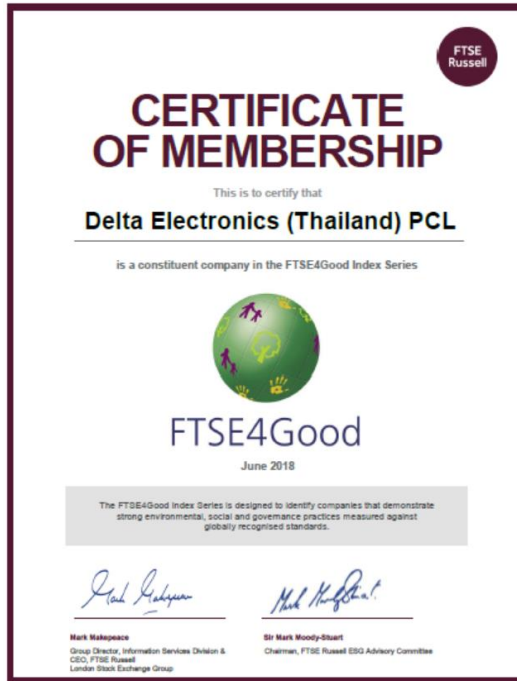 FTSE
Russell
CERTIFICATE
OF MEMBERSHIP
This is to certify that
Delta Electronics (Thailand) PCL
is a constituent company in the FTSE4Good Index Series
FTSE4Good
June 2018
The FTSE4Good Index Series is designed to identify companies that demonstrate
strong environmental, social and governance practices measured against
globally recognised standards.
Mark Makepeace
Group Director, Information Services Division &
CEO, FTSE Russell
London Stock Exchange Group
Sir Mark Moody-Stuart
Chairman, FTSE Russell ESG Advisory Committee